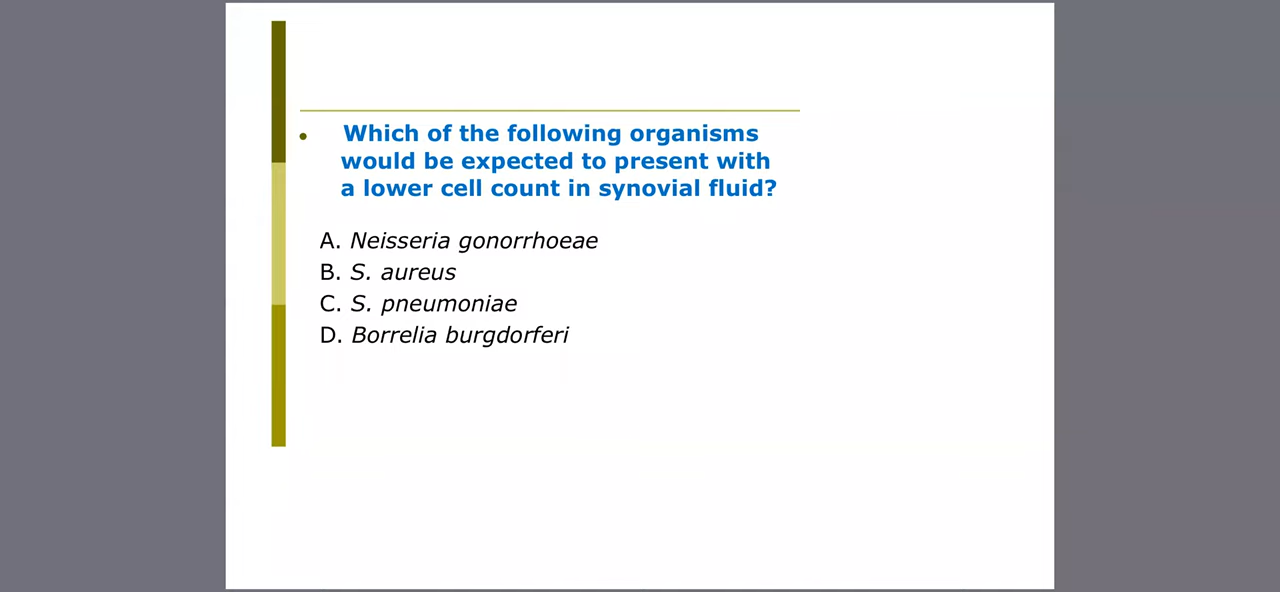 • Which of the following organisms
would be expected to present with
a lower cell count in synovial fluid?
A. Neisseria gonorrhoeae
B. S. aureus
C. S. pneumoniae
D. Borrelia burgdorferi